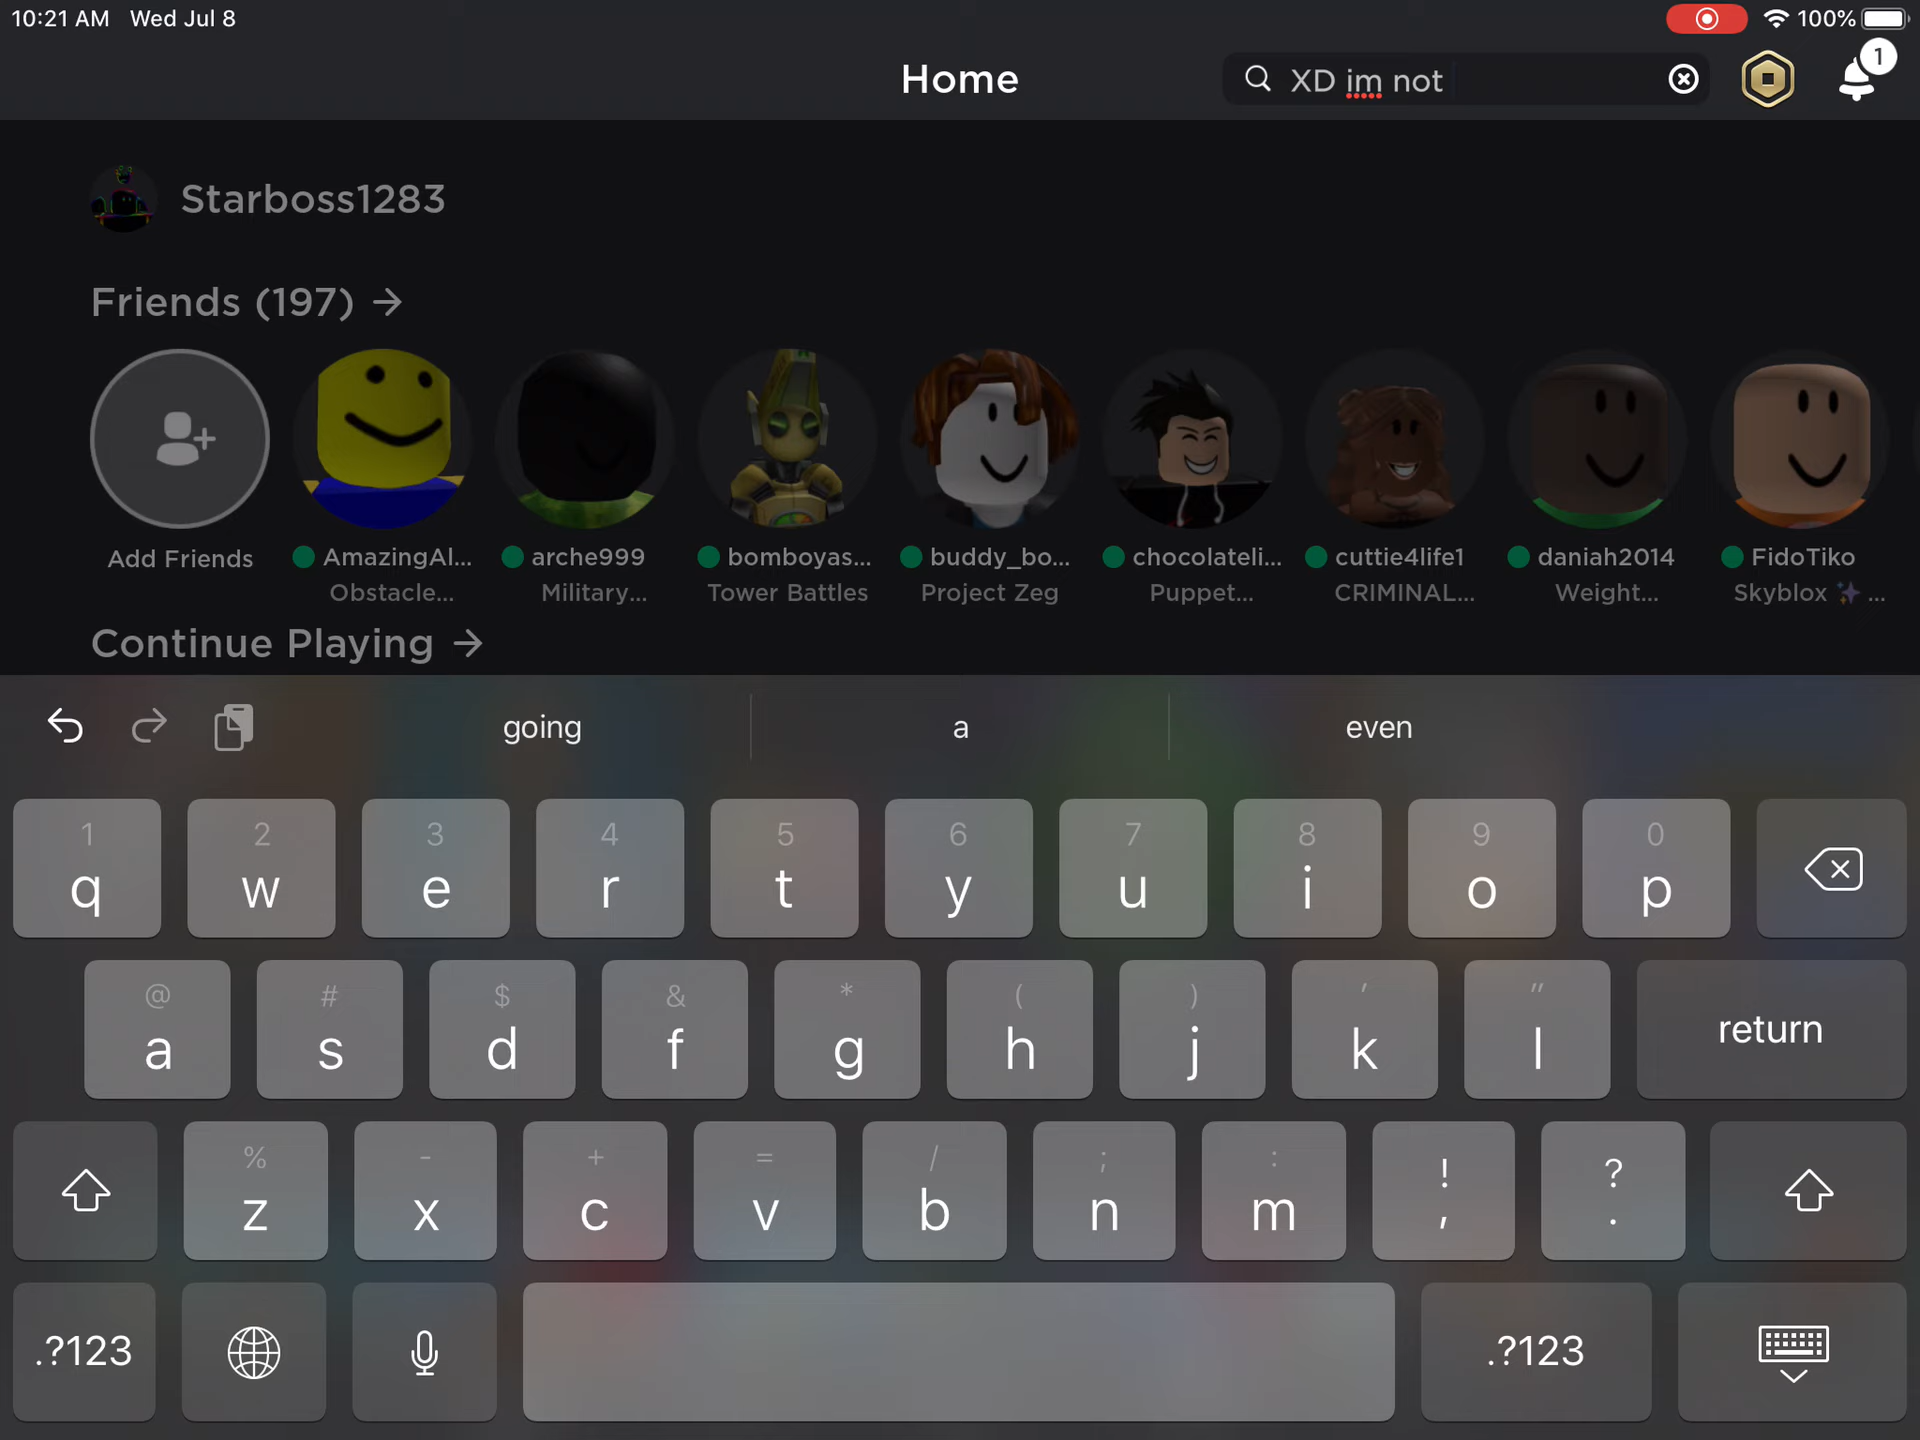 10:21 AM Wed Jul 8 100%
Home
XD im not
1
Starboss1283
Friends (197) →
Add Friends
AmazingAl...
Obstacle...
arche999
Military...
bomboyas...
Tower Battles
buddy_bo...
Project Zeg
chocolateli...
Puppet...
cuttie4life1
CRIMINAL...
daniah2014
Weight...
FidoTiko
Skyblox ✨ ...
Continue Playing →
going a even
1 2 3 4 5 6 7 8 9 0
q w e r t y u i o p
@ # $ & * ( ) ' "
a s d f g h j k l return
% - + = / ; : ! ?
z x c v b n m , .
.?123 .?123